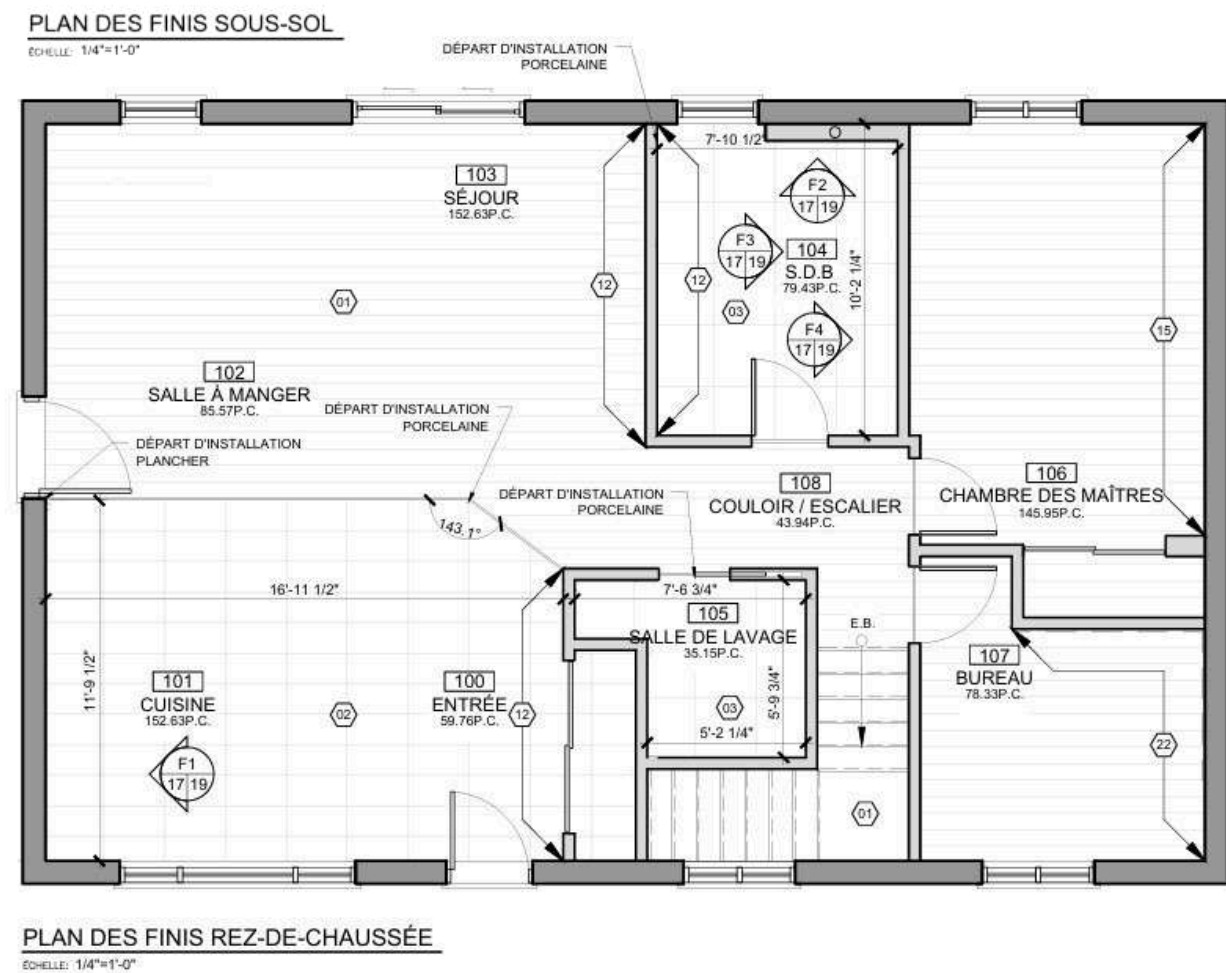 PLAN DES FINIS SOUS-SOL
ÉCHELLE: 1/4"=1'-0"
DÉPART D'INSTALLATION
PORCELAINE
7'-10 1/2"
103
SÉJOUR
152.63P.C.
F2
17 19
F3
17 19
104
S.D.B
79.43P.C.
10'-2 1/4"
12
12
01
03
15
F4
17 19
102
SALLE À MANGER
85.57P.C.
DÉPART D'INSTALLATION
PORCELAINE
DÉPART D'INSTALLATION
PLANCHER
106
CHAMBRE DES MAÎTRES
145.95P.C.
108
COULOIR / ESCALIER
43.94P.C.
DÉPART D'INSTALLATION
PORCELAINE
143.1°
16'-11 1/2"
7'-6 3/4"
105
SALLE DE LAVAGE
35.15P.C.
E.B.
11'-9 1/2"
101
CUISINE
152.63P.C.
100
ENTRÉE
59.76P.C.
107
BUREAU
78.33P.C.
02
12
03
5'-9 3/4"
5'-2 1/4"
22
F1
17 19
01
PLAN DES FINIS REZ-DE-CHAUSSÉE
ÉCHELLE: 1/4"=1'-0"